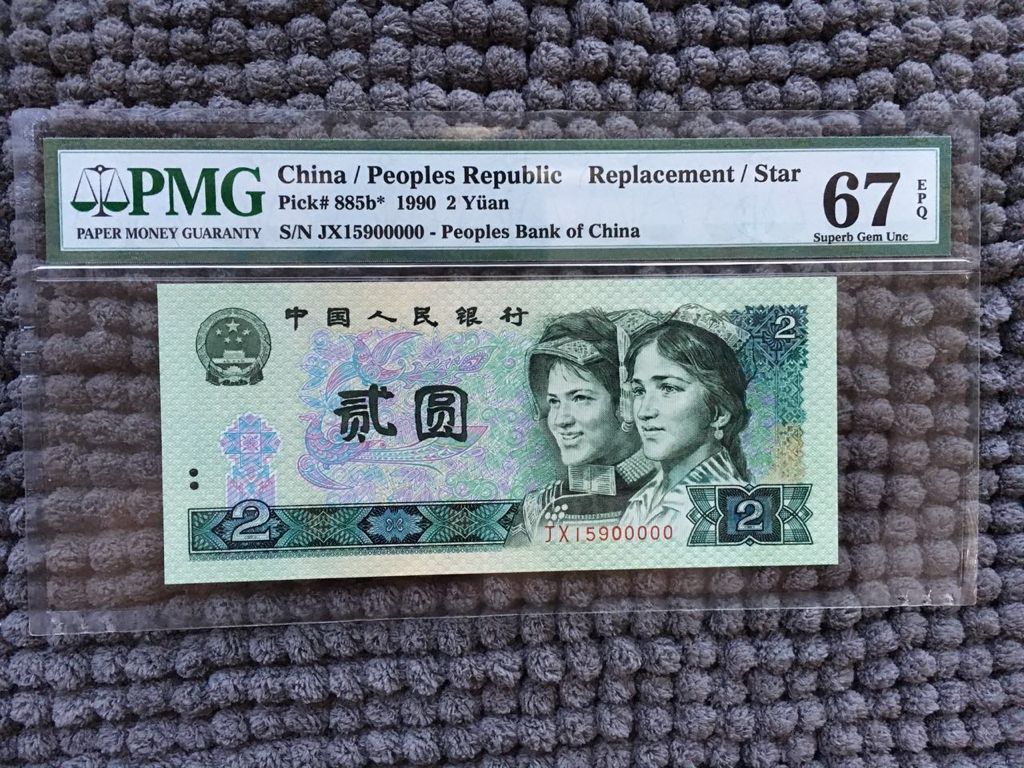 PMG
PAPER MONEY GUARANTY
China / Peoples Republic Replacement / Star
Pick# 885b* 1990 2 Yüan
S/N JX15900000 - Peoples Bank of China
67
EPQ
Superb Gem Unc
中国人民银行
2
贰圆
2
2
JX15900000